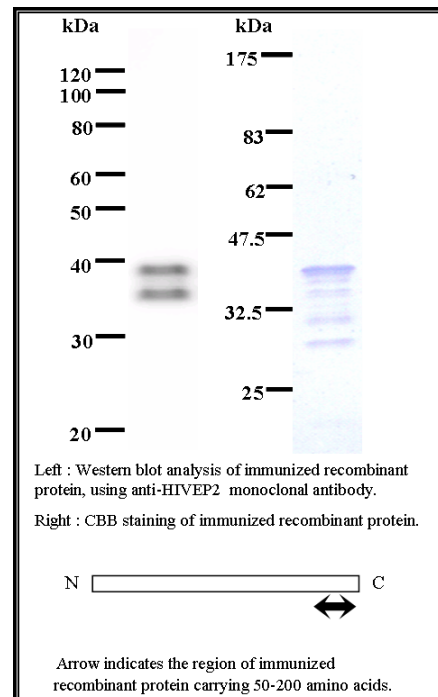 kDa
120
100
80
60
50
40
30
20
kDa
175
83
62
47.5
32.5
25
Left : Western blot analysis of immunized recombinant
protein, using anti-HIVEP2 monoclonal antibody.
Right : CBB staining of immunized recombinant protein.
N C
Arrow indicates the region of immunized
recombinant protein carrying 50-200 amino acids.